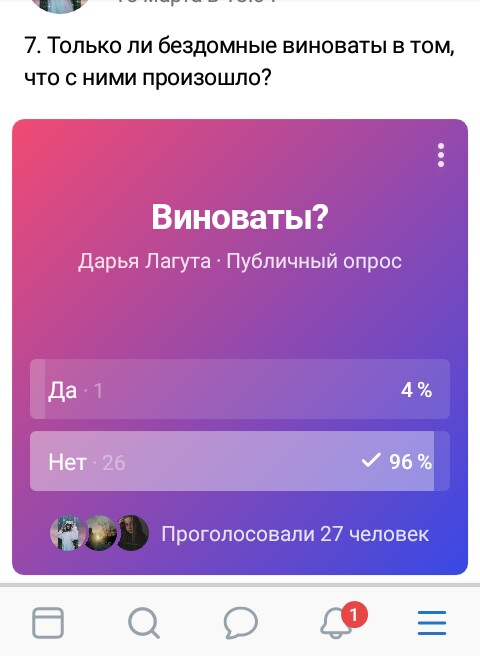 7. Только ли бездомные виноваты в том,
что с ними произошло?
Виноваты?
Дарья Лагута · Публичный опрос
Да · 1
4 %
Нет · 26
96 %
Проголосовали 27 человек
1